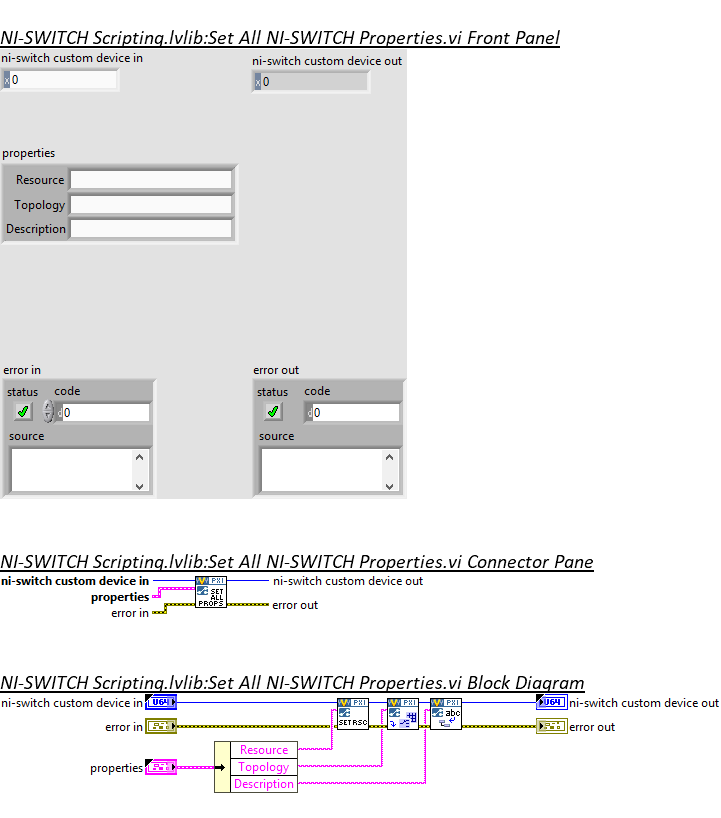 NI-SWITCH Scripting.lvlib:Set All NI-SWITCH Properties.vi Front Panel
ni-switch custom device in
ni-switch custom device out
x 0
x 0
properties
Resource
Topology
Description
error in
error out
status code
status code
d 0
d 0
source
source
NI-SWITCH Scripting.lvlib:Set All NI-SWITCH Properties.vi Connector Pane
ni-switch custom device in
PXI
ni-switch custom device out
properties
SET
ALL
PROPS
error in
error out
NI-SWITCH Scripting.lvlib:Set All NI-SWITCH Properties.vi Block Diagram
ni-switch custom device in
U64
PXI
PXI
PXI
U64
ni-switch custom device out
SETRSC
abc
error in
error out
Resource
properties
Topology
Description